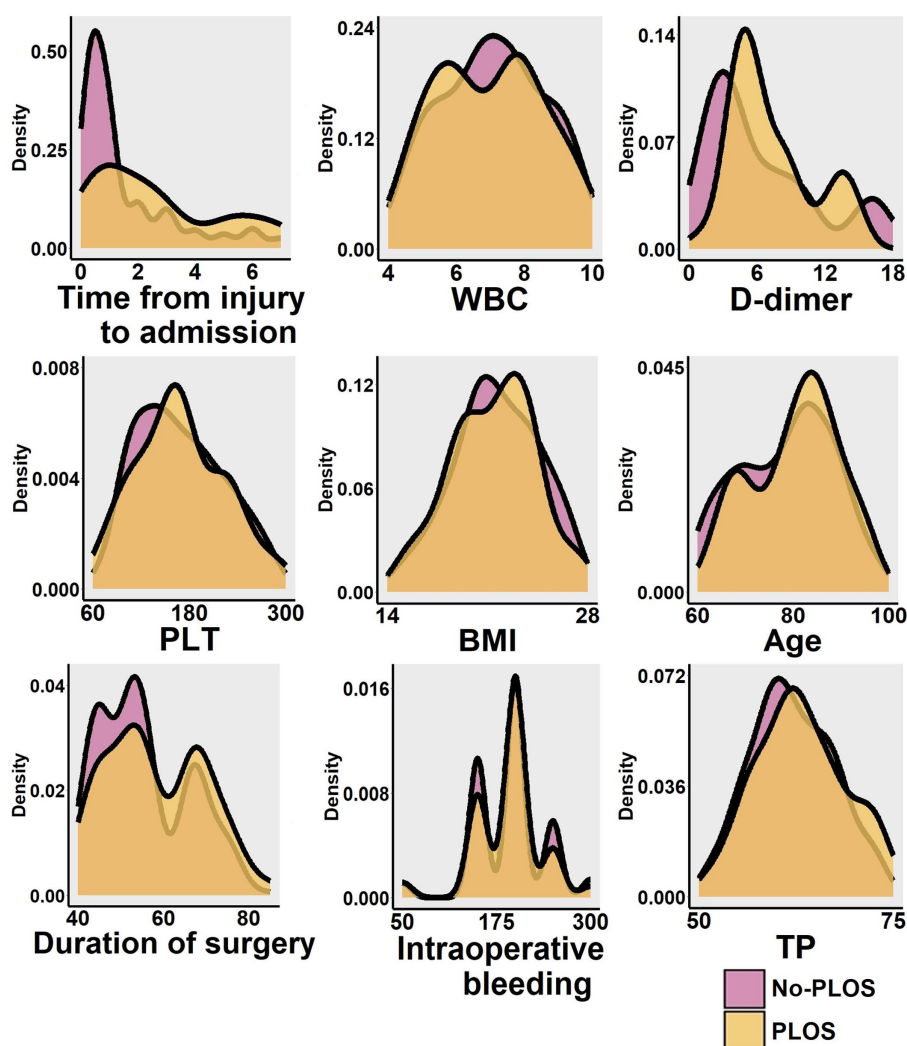 0.50
0.25
0.00
Density
0 2 4 6
Time from injury
to admission
0.24
0.12
0.00
Density
4 6 8 10
WBC
0.14
0.07
0.00
Density
0 6 12 18
D-dimer
0.008
0.004
0.000
Density
60 180 300
PLT
0.12
0.06
0.00
Density
14 28
BMI
0.045
0.000
Density
60 80 100
Age
0.04
0.02
0.00
Density
40 60 80
Duration of surgery
0.016
0.008
0.000
Density
50 175 300
Intraoperative
bleeding
0.072
0.036
0.000
Density
50 75
TP
No-PLOS
PLOS